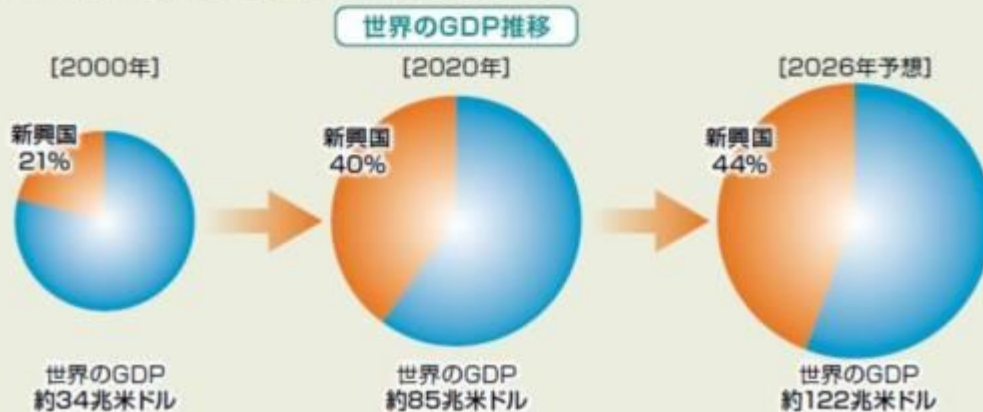 世界のGDP推移
[2000年]
新興国
21%
世界のGDP
約34兆米ドル
[2020年]
新興国
40%
世界のGDP
約85兆米ドル
[2026年予想]
新興国
44%
世界のGDP
約122兆米ドル